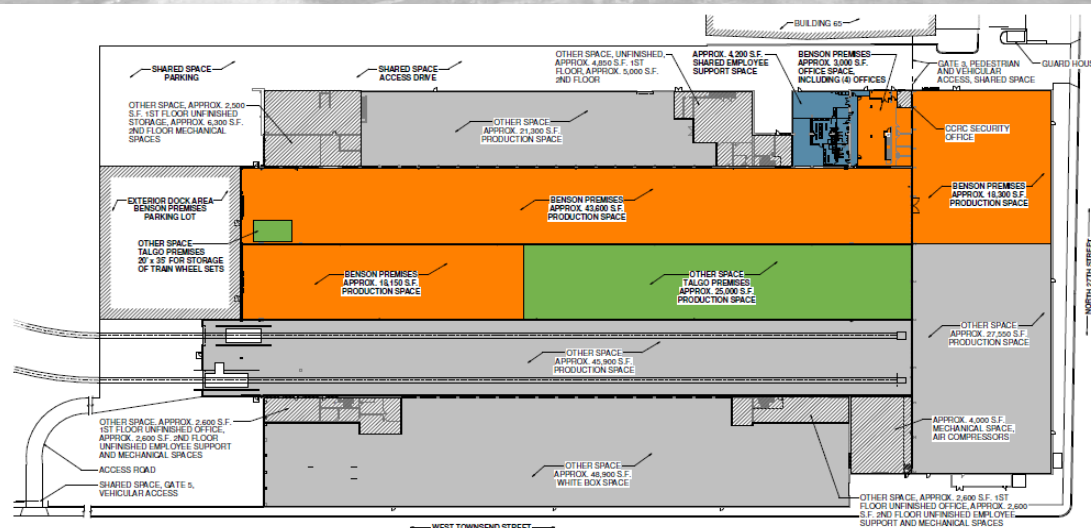 BUILDING 65
SHARED SPACE
PARKING
SHARED SPACE
ACCESS DRIVE
OTHER SPACE, UNFINISHED,
APPROX. 4,850 S.F. 1ST
FLOOR, APPROX. 5,000 S.F.
2ND FLOOR
APPROX. 4,200 S.F.
SHARED EMPLOYEE
SUPPORT SPACE
BENSON PREMISES
APPROX. 3,000 S.F.
OFFICE SPACE,
INCLUDING (4) OFFICES
GATE 3, PEDESTRIAN
AND VEHICULAR
ACCESS, SHARED SPACE
GUARD HOUS
OTHER SPACE, APPROX. 2,500
S.F. 1ST FLOOR UNFINISHED
STORAGE, APPROX. 6,300 S.F.
2ND FLOOR MECHANICAL
SPACES
OTHER SPACE
APPROX. 21,300 S.F.
PRODUCTION SPACE
CCRC SECURITY
OFFICE
EXTERIOR DOCK AREA
BENSON PREMISES
PARKING LOT
BENSON PREMISES
APPROX. 43,600 S.F.
PRODUCTION SPACE
BENSON PREMISES
APPROX. 18,300 S.F.
PRODUCTION SPACE
OTHER SPACE
TALGO PREMISES
20' x 35' FOR STORAGE
OF TRAIN WHEEL SETS
BENSON PREMISES
APPROX. 18,150 S.F.
PRODUCTION SPACE
OTHER SPACE
TALGO PREMISES
APPROX. 25,000 S.F.
PRODUCTION SPACE
NORTH 27TH STREET
OTHER SPACE
APPROX. 27,550 S.F.
PRODUCTION SPACE
OTHER SPACE
APPROX. 45,900 S.F.
PRODUCTION SPACE
OTHER SPACE, APPROX. 2,600 S.F.
1ST FLOOR UNFINISHED OFFICE,
APPROX. 2,600 S.F. 2ND FLOOR
UNFINISHED EMPLOYEE SUPPORT
AND MECHANICAL SPACES
APPROX. 4,000 S.F.
MECHANICAL SPACE,
AIR COMPRESSORS
ACCESS ROAD
SHARED SPACE, GATE 5,
VEHICULAR ACCESS
OTHER SPACE
APPROX. 48,900 S.F.
WHITE BOX SPACE
OTHER SPACE, APPROX. 2,600 S.F. 1ST
FLOOR UNFINISHED OFFICE, APPROX. 2,600
S.F. 2ND FLOOR UNFINISHED EMPLOYEE
SUPPORT AND MECHANICAL SPACES
WEST TOWNSEND STREET